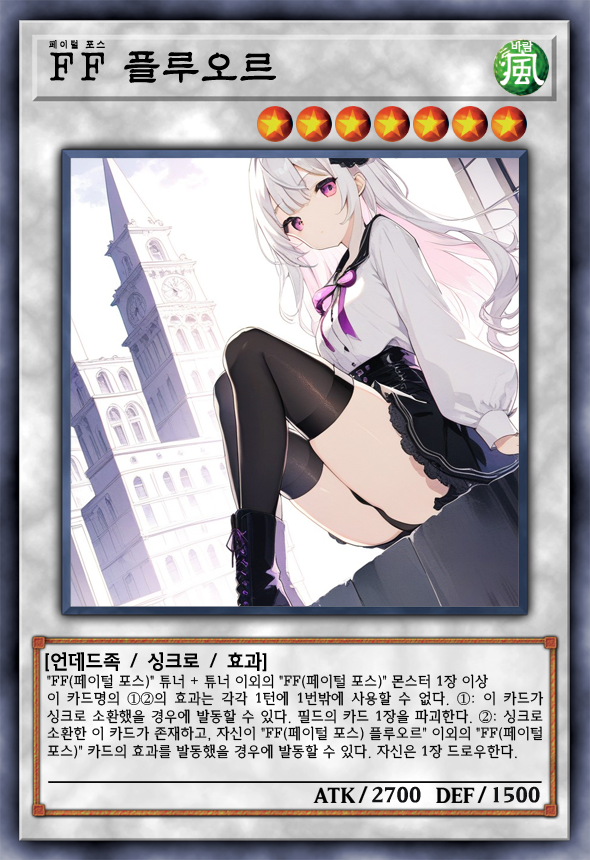 페이털 포스
FF 플루오르
바람
風
[언데드족 / 싱크로 / 효과]
"FF(페이털 포스)" 튜너 + 튜너 이외의 "FF(페이털 포스)" 몬스터 1장 이상
이 카드명의 ①②의 효과는 각각 1턴에 1번밖에 사용할 수 없다. ①: 이 카드가
싱크로 소환했을 경우에 발동할 수 있다. 필드의 카드 1장을 파괴한다. ②: 싱크로
소환한 이 카드가 존재하고, 자신이 "FF(페이털 포스) 플루오르" 이외의 "FF(페이털
포스)" 카드의 효과를 발동했을 경우에 발동할 수 있다. 자신은 1장 드로우한다.
ATK/2700 DEF/1500